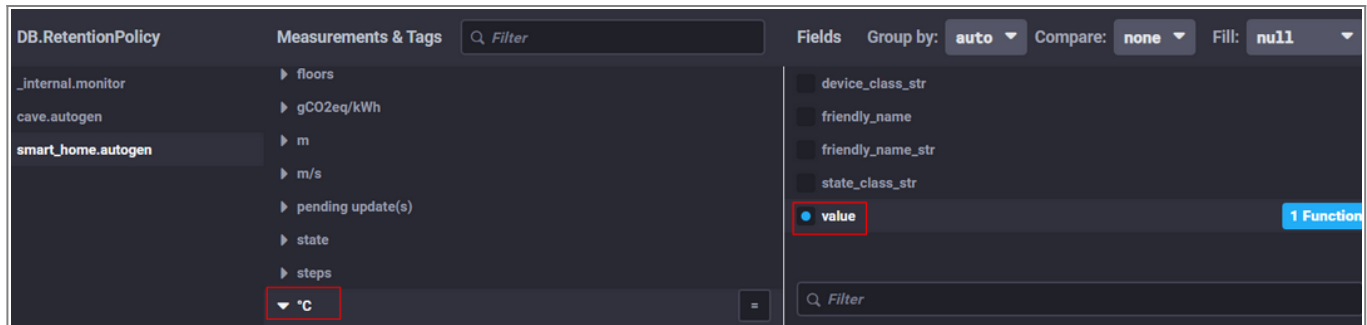 DB.RetentionPolicy
_internal.monitor
cave.autogen
smart_home.autogen
Measurements & Tags
Filter
floors
gCO2eq/kWh
m
m/s
pending update(s)
state
steps
°C
=
Fields Group by: auto Compare: none Fill: null
device_class_str
friendly_name
friendly_name_str
state_class_str
value
1 Function
Filter